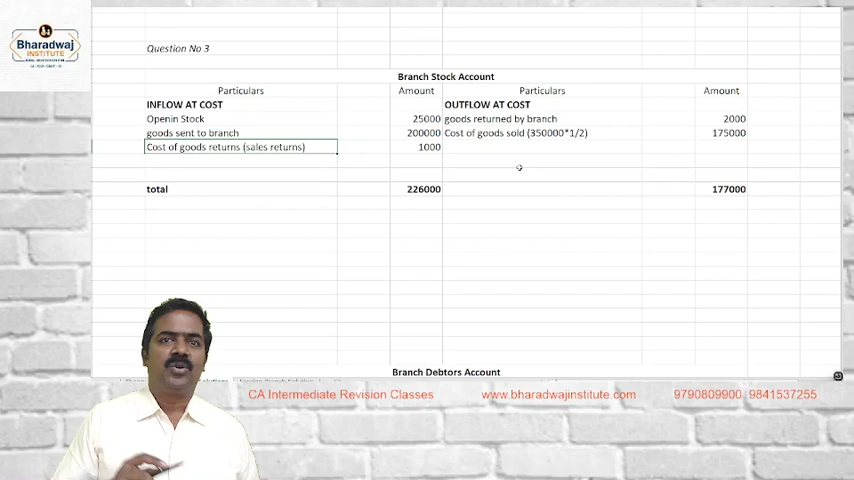 Bharadwaj
INSTITUTE
Question No 3
Branch Stock Account
Particulars Amount Particulars Amount
INFLOW AT COST OUTFLOW AT COST
Openin Stock 25000 goods returned by branch 2000
goods sent to branch 200000 Cost of goods sold (350000*1/2) 175000
Cost of goods returns (sales returns) 1000
total 226000 177000
Branch Debtors Account
CA Intermediate Revision Classes www.bharadwajinstitute.com 9790809900, 9841537255